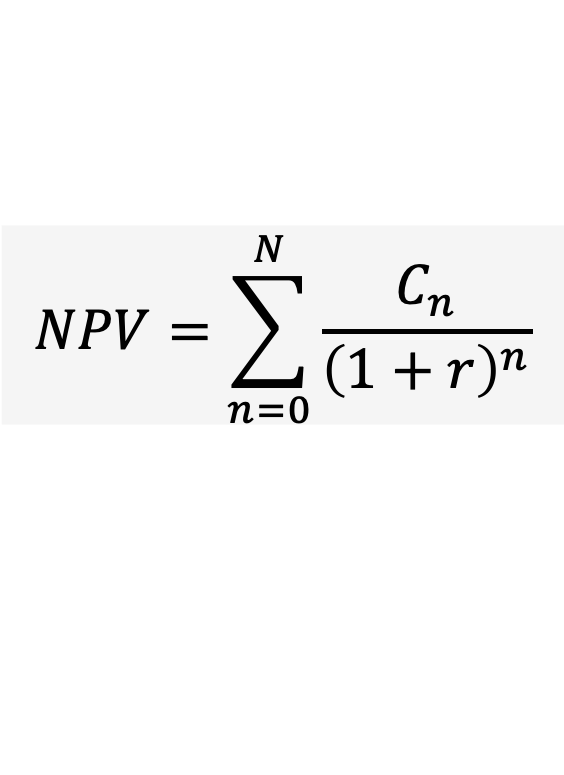 NPV = \sum_{n=0}^{N} \frac{C_n}{(1 + r)^n}